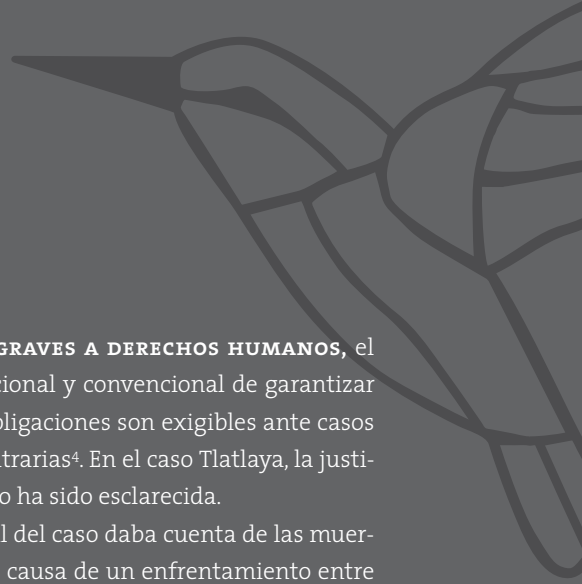 GRAVES A DERECHOS HUMANOS, el
cional y convencional de garantizar
bligaciones son exigibles ante casos
trarias⁴. En el caso Tlatlaya, la justi-
o ha sido esclarecida.
l del caso daba cuenta de las muer-
causa de un enfrentamiento entre